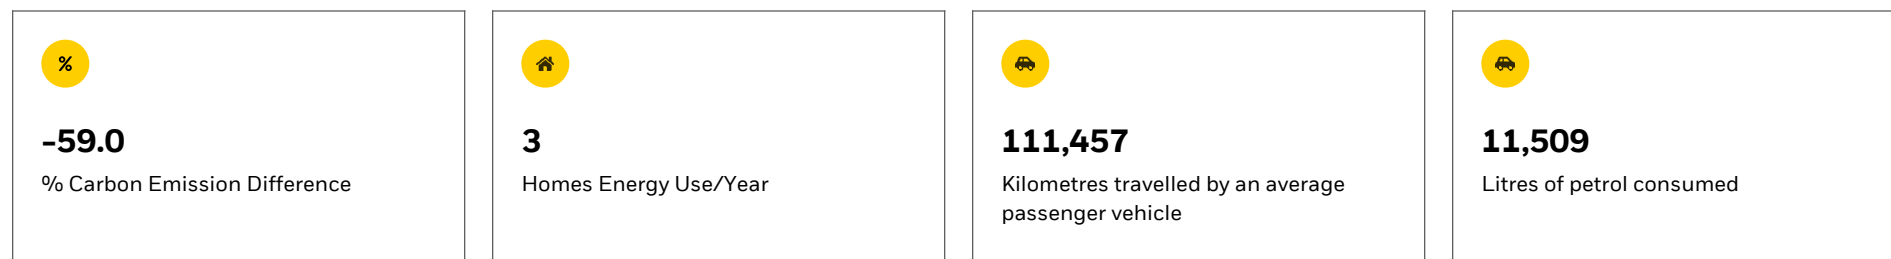 %
-59.0
% Carbon Emission Difference
3
Homes Energy Use/Year
111,457
Kilometres travelled by an average
passenger vehicle
11,509
Litres of petrol consumed